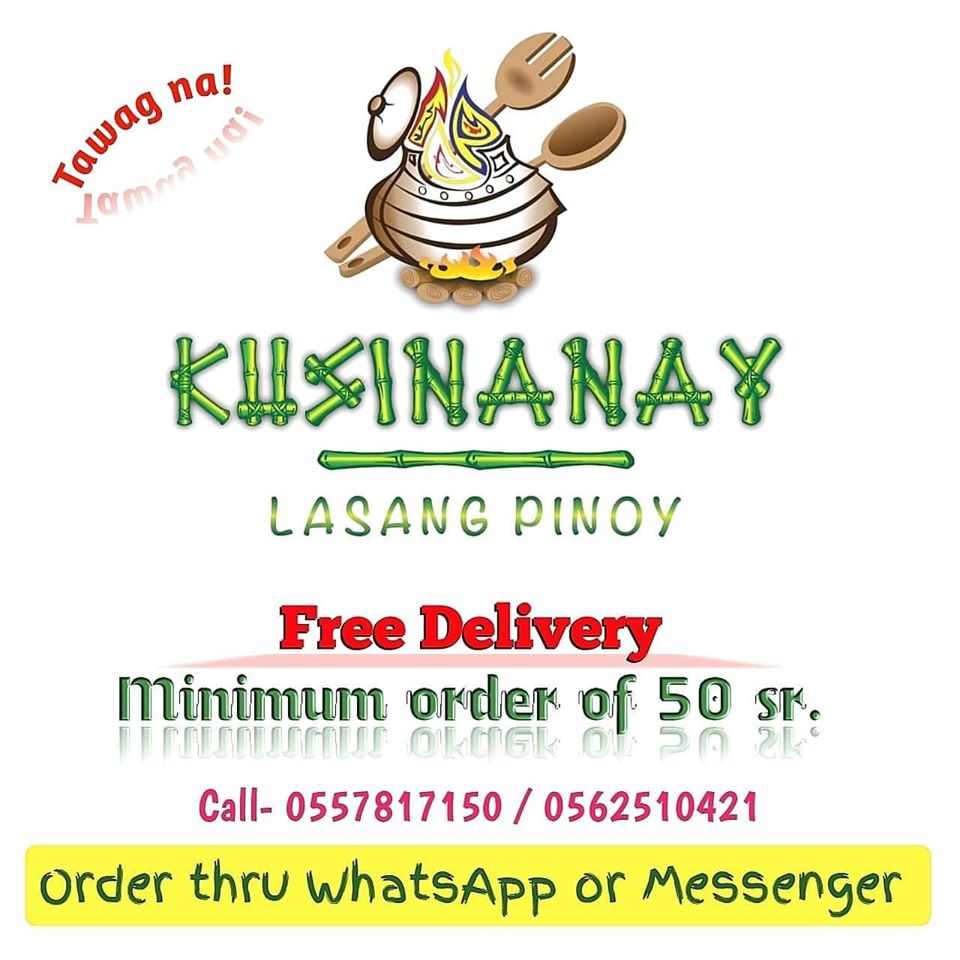 Tawag na!
KUSINANAY
LASANG PINOY
Free Delivery
Minimum order of 50 sr.
Call- 0557817150 / 0562510421
Order thru WhatsApp or Messenger